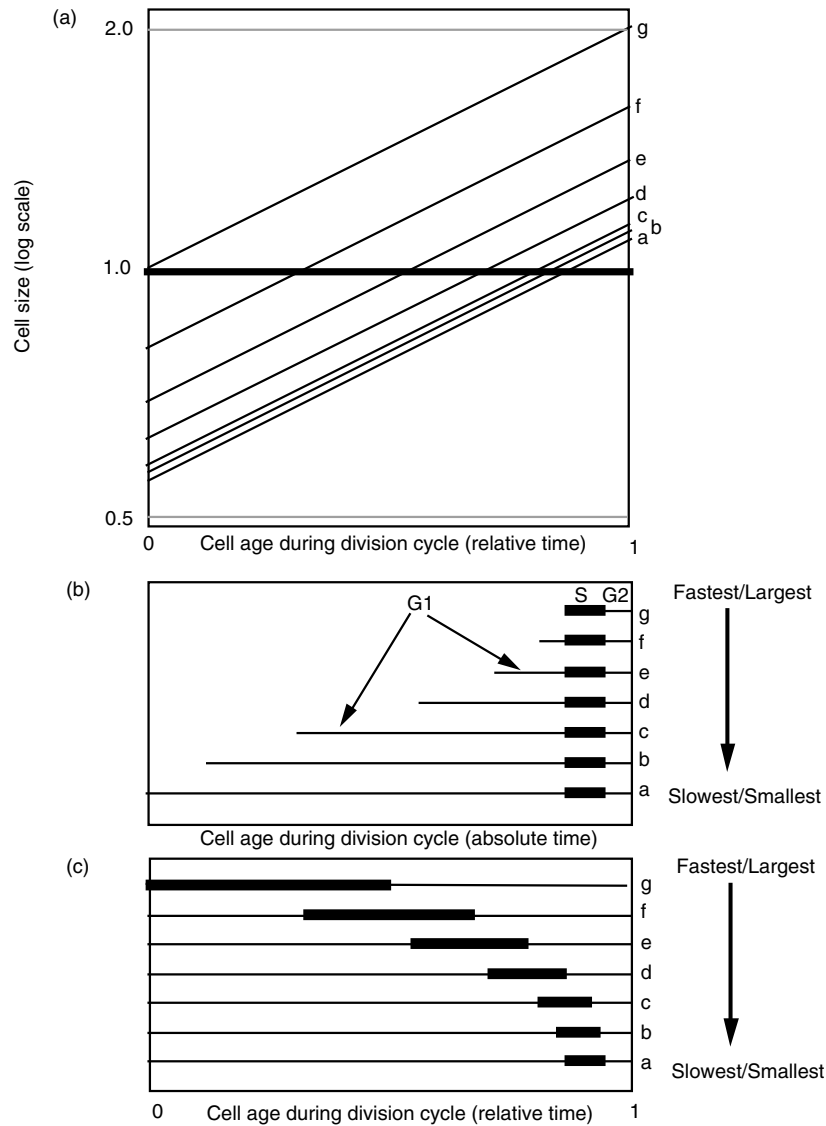 (a)
2.0
g
f
e
d
c
b
a
1.0
Cell size (log scale)
0.5
0
Cell age during division cycle (relative time)
1
(b)
S G2
G1
g
f
e
d
c
b
a
Fastest/Largest
Slowest/Smallest
Cell age during division cycle (absolute time)
(c)
g
f
e
d
c
b
a
Fastest/Largest
Slowest/Smallest
0
Cell age during division cycle (relative time)
1